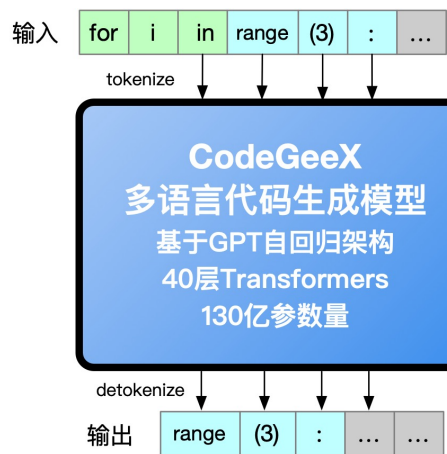 输入 for i in range (3) : ...
tokenize
CodeGeeX
多语言代码生成模型
基于GPT自回归架构
40层Transformers
130亿参数量
detokenize
输出 range (3) : ... ...